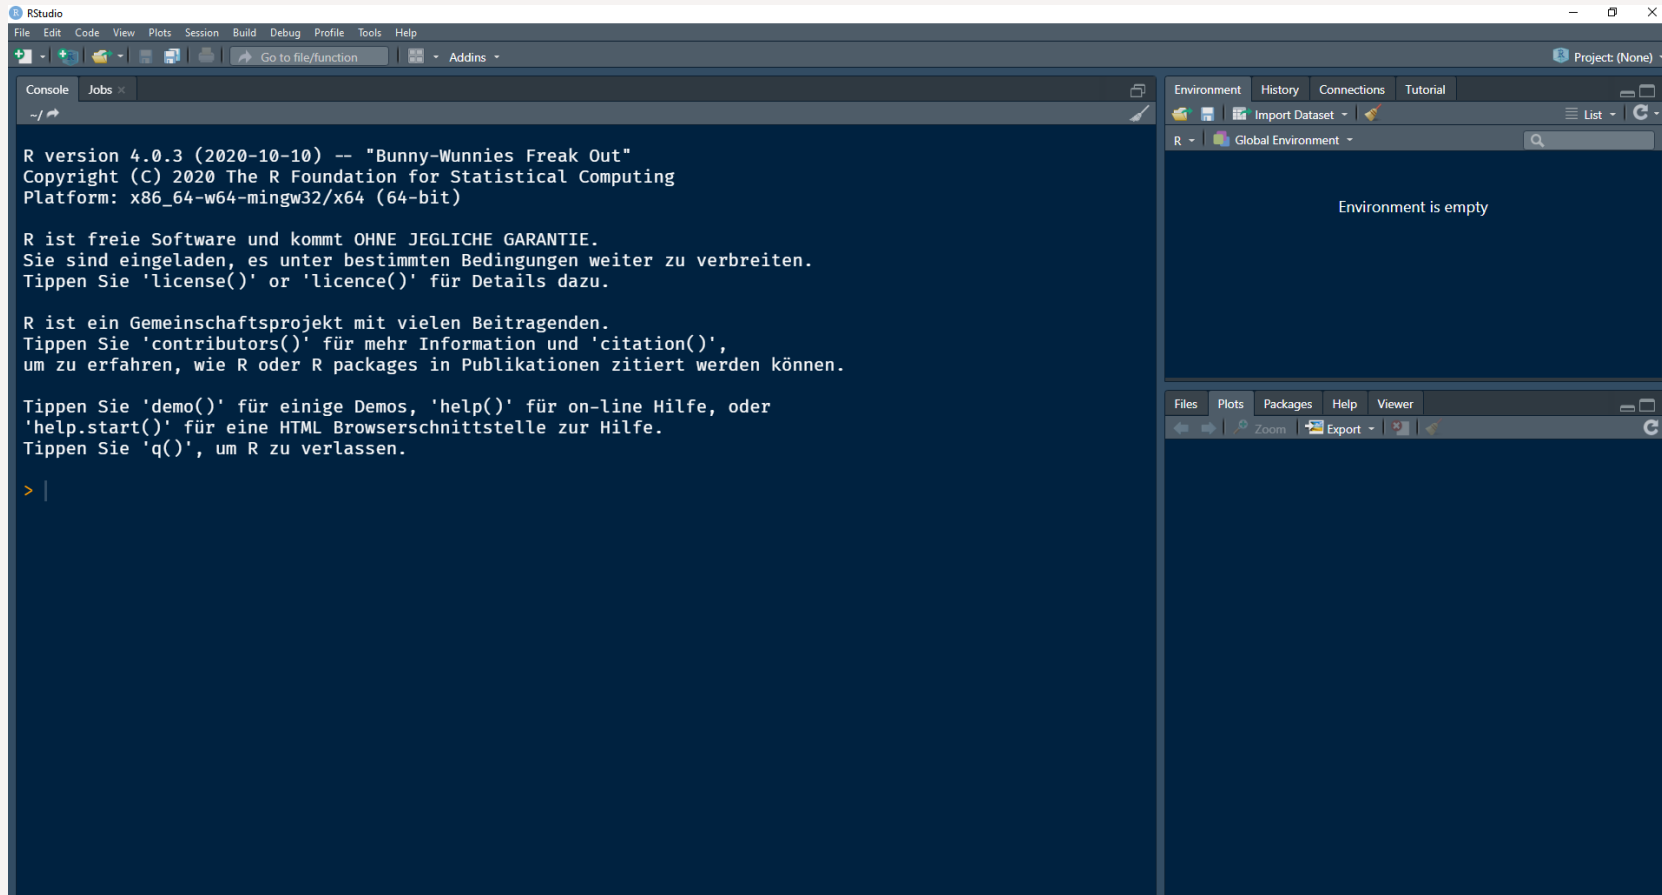 RStudio
File Edit Code View Plots Session Build Debug Profile Tools Help
Go to file/function Addins Project: (None)
Console Jobs
~/
R version 4.0.3 (2020-10-10) -- "Bunny-Wunnies Freak Out"
Copyright (C) 2020 The R Foundation for Statistical Computing
Platform: x86_64-w64-mingw32/x64 (64-bit)
R ist freie Software und kommt OHNE JEGLICHE GARANTIE.
Sie sind eingeladen, es unter bestimmten Bedingungen weiter zu verbreiten.
Tippen Sie 'license()' or 'licence()' für Details dazu.
R ist ein Gemeinschaftsprojekt mit vielen Beitragenden.
Tippen Sie 'contributors()' für mehr Information und 'citation()',
um zu erfahren, wie R oder R packages in Publikationen zitiert werden können.
Tippen Sie 'demo()' für einige Demos, 'help()' für on-line Hilfe, oder
'help.start()' für eine HTML Browserschnittstelle zur Hilfe.
Tippen Sie 'q()', um R zu verlassen.
>
Environment History Connections Tutorial
Import Dataset List
R Global Environment
Environment is empty
Files Plots Packages Help Viewer
Zoom Export